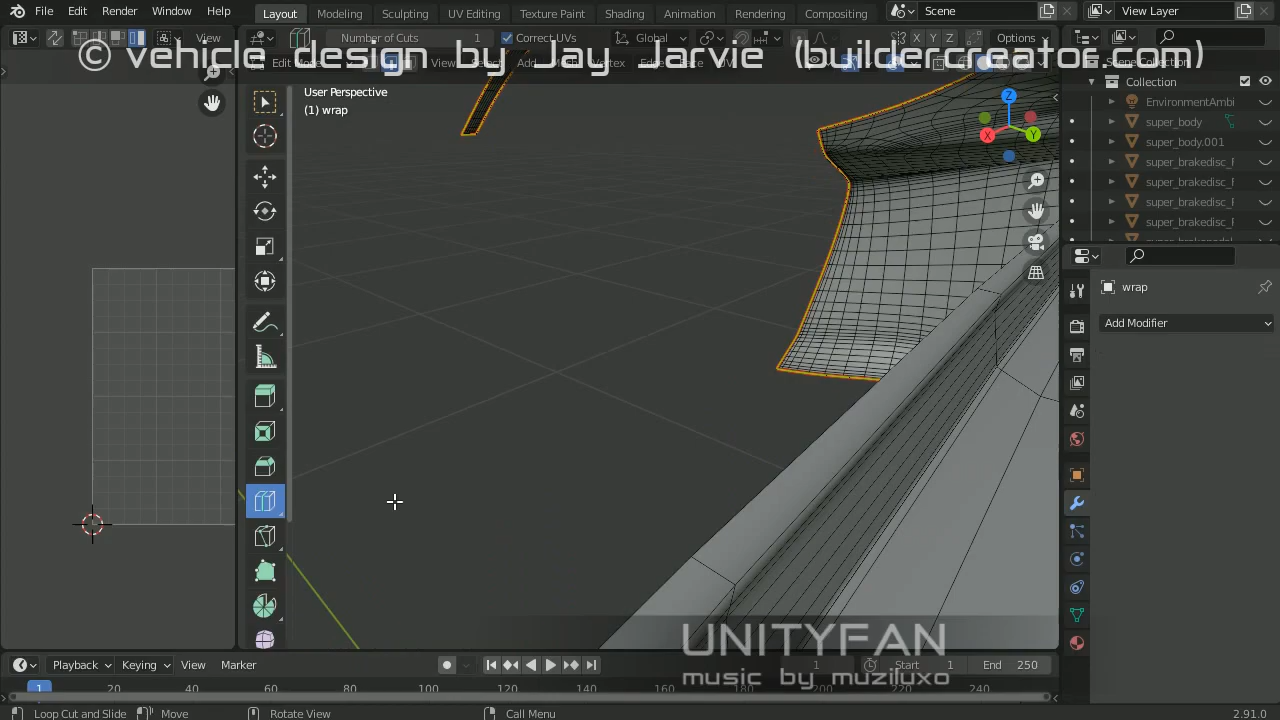 File Edit Render Window Help Layout Modeling Sculpting UV Editing Texture Paint Shading Animation Rendering Compositing Scene View Layer
View Number of Cuts 1 Correct UVs Global X Y Z Options
© vehicle design by Jay Jarvie (buildercreator.com)
Collection
User Perspective
(1) wrap
EnvironmentAmbi
super_body
super_body.001
super_brakedisc_F
super_brakedisc_F
super_brakedisc_F
super_brakedisc_F
wrap
Add Modifier
UNITYFAN
music by muziluxo
Playback Keying View Marker 1 Start 1 End 250
1 20 40 60 80 100 120 140 160 180 200 220 240
Loop Cut and Slide Move Rotate View Call Menu 2.91.0